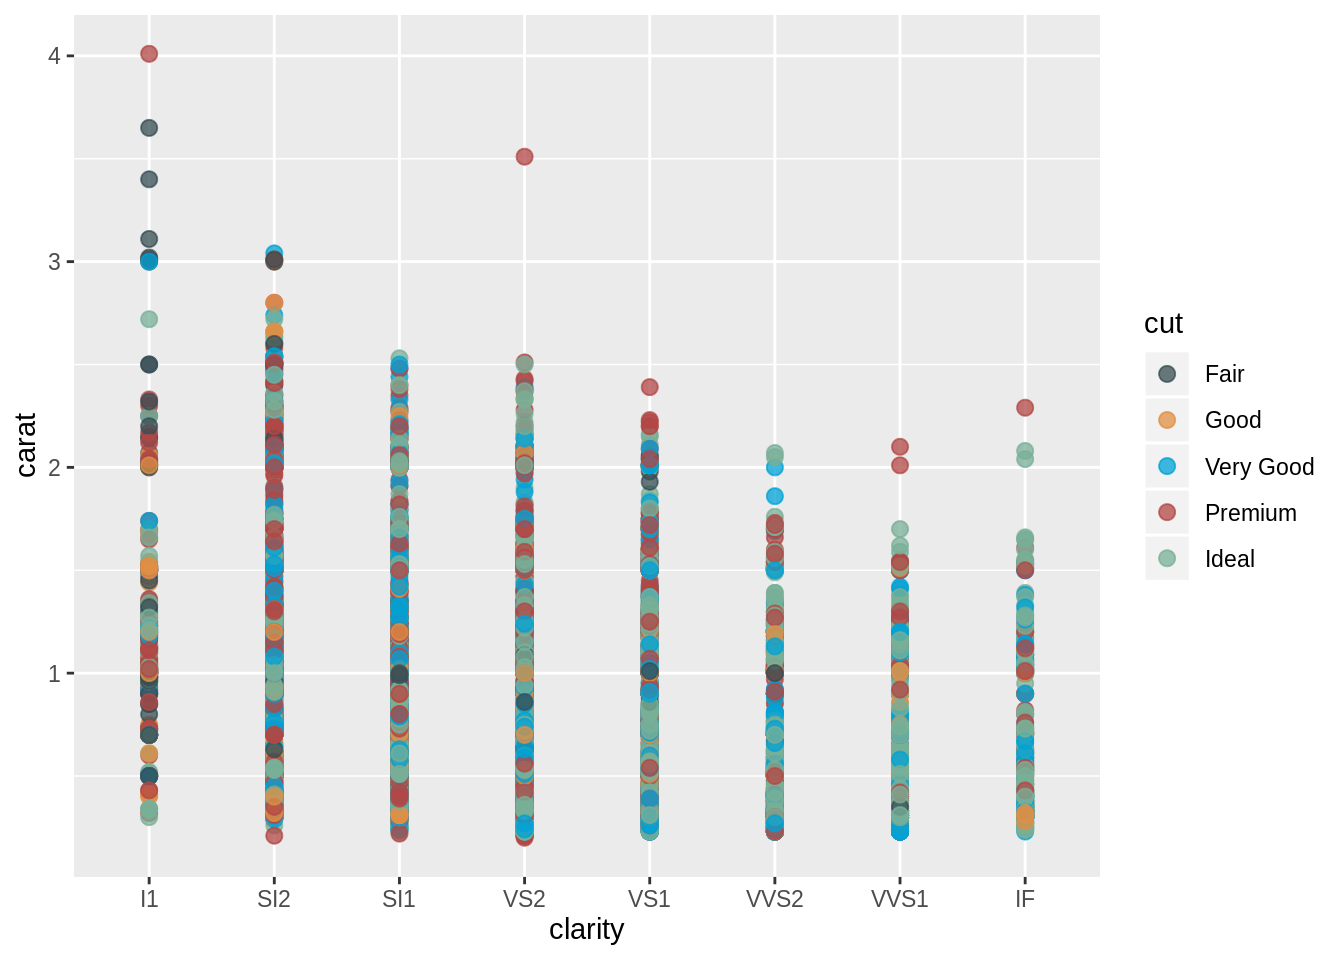 4
3
2
1
carat
I1 SI2 SI1 VS2 VS1 VVS2 VVS1 IF
clarity
cut
Fair
Good
Very Good
Premium
Ideal